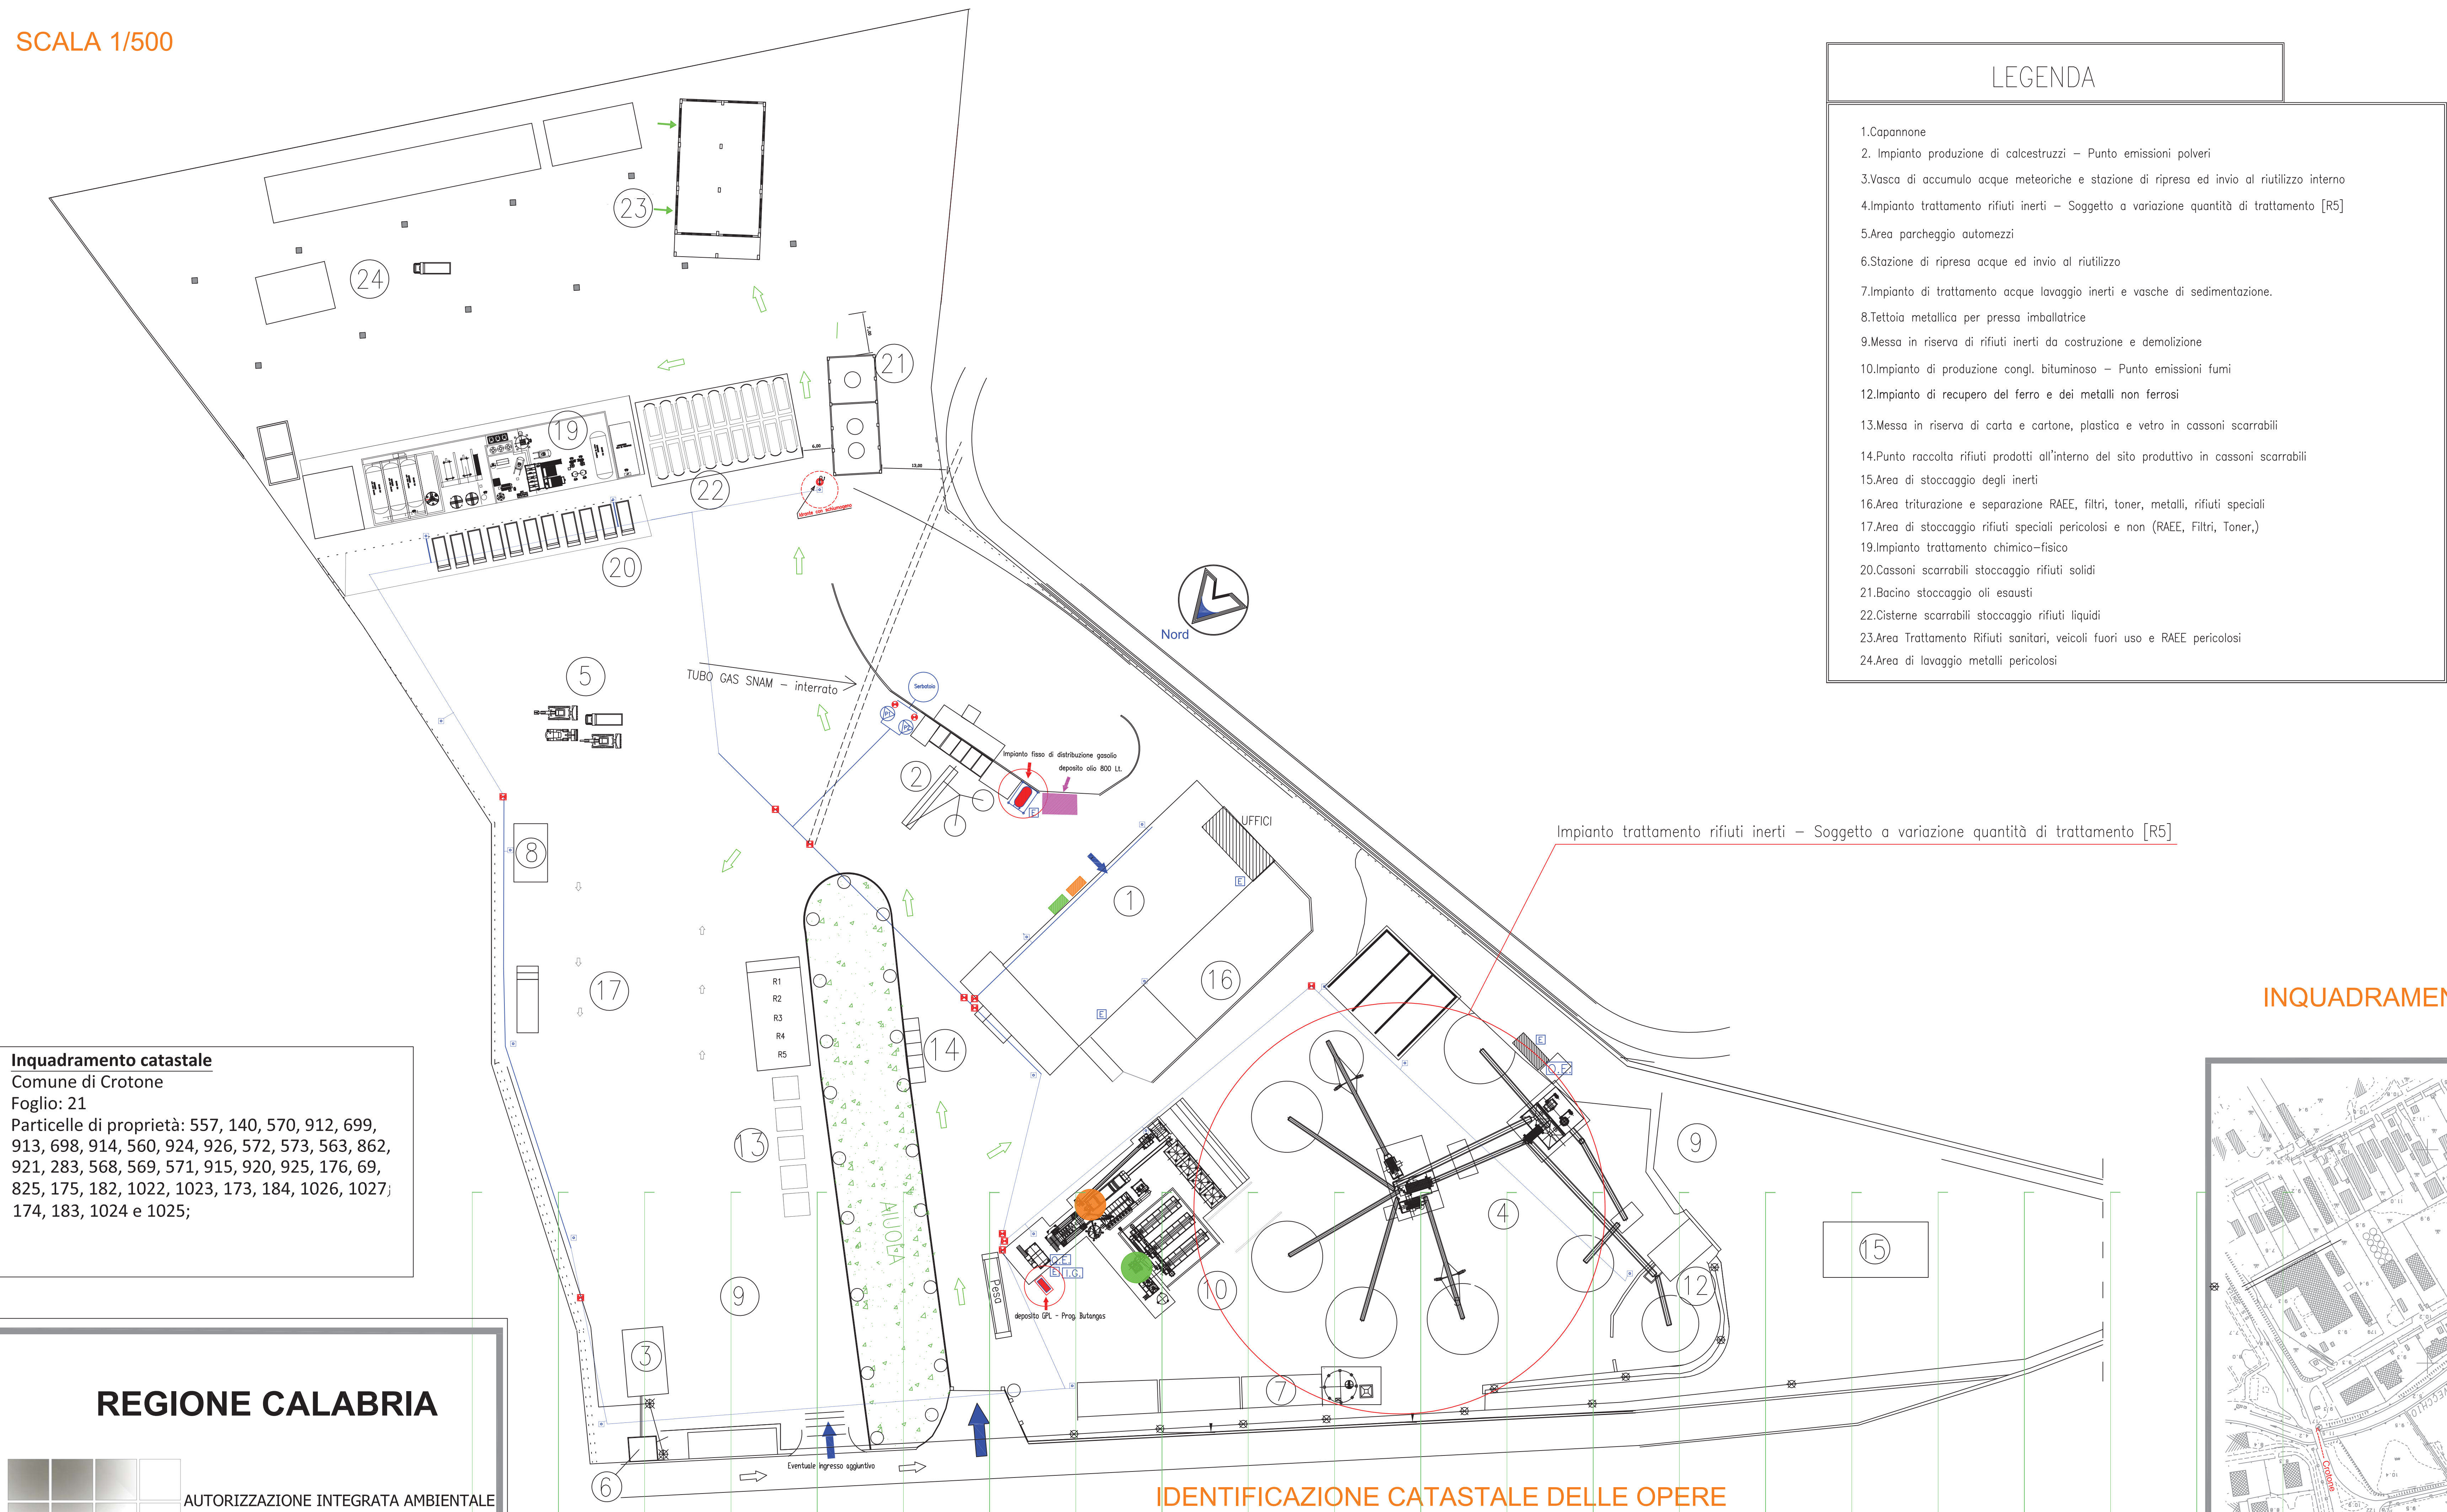 SCALA 1/500
LEGENDA
1.Capannone
2. Impianto produzione di calcestruzzi – Punto emissioni polveri
3.Vasca di accumulo acque meteoriche e stazione di ripresa ed invio al riutilizzo interno
4.Impianto trattamento rifiuti inerti – Soggetto a variazione quantità di trattamento [R5]
5.Area parcheggio automezzi
6.Stazione di ripresa acque ed invio al riutilizzo
7.Impianto di trattamento acque lavaggio inerti e vasche di sedimentazione.
8.Tettoia metallica per pressa imballatrice
9.Messa in riserva di rifiuti inerti da costruzione e demolizione
10.Impianto di produzione congl. bituminoso – Punto emissioni fumi
12.Impianto di recupero del ferro e dei metalli non ferrosi
13.Messa in riserva di carta e cartone, plastica e vetro in cassoni scarrabili
14.Punto raccolta rifiuti prodotti all'interno del sito produttivo in cassoni scarrabili
15.Area di stoccaggio degli inerti
16.Area triturazione e separazione RAEE, filtri, toner, metalli, rifiuti speciali
17.Area di stoccaggio rifiuti speciali pericolosi e non (RAEE, Filtri, Toner,)
19.Impianto trattamento chimico-fisico
20.Cassoni scarrabili stoccaggio rifiuti solidi
21.Bacino stoccaggio oli esausti
22.Cisterne scarrabili stoccaggio rifiuti liquidi
23.Area Trattamento Rifiuti sanitari, veicoli fuori uso e RAEE pericolosi
24.Area di lavaggio metalli pericolosi
23
24
7,00
21
19
6,00
13,00
22
Idrante con schiumogeno
20
Nord
5
TUBO GAS SNAM – interrato
Serbatoio
P1
P2
Impianto fisso di distribuzione gasolio
deposito olio 800 Lt.
2
E
UFFICI
E
Impianto trattamento rifiuti inerti – Soggetto a variazione quantità di trattamento [R5]
8
1
16
17
R1
R2
R3
R4
R5
E
14
E
Q.E.
INQUADRAMEN
13
9
4
AIUOLA
15
Q.E.
E
I.G.
10
12
Pesa
deposito GPL – Prog. Butangas
9
3
7
6
Eventuale ingresso aggiuntivo
Inquadramento catastale
Comune di Crotone
Foglio: 21
Particelle di proprietà: 557, 140, 570, 912, 699,
913, 698, 914, 560, 924, 926, 572, 573, 563, 862,
921, 283, 568, 569, 571, 915, 920, 925, 176, 69,
825, 175, 182, 1022, 1023, 173, 184, 1026, 1027;
174, 183, 1024 e 1025;
REGIONE CALABRIA
AUTORIZZAZIONE INTEGRATA AMBIENTALE
IDENTIFICAZIONE CATASTALE DELLE OPERE
Crotone